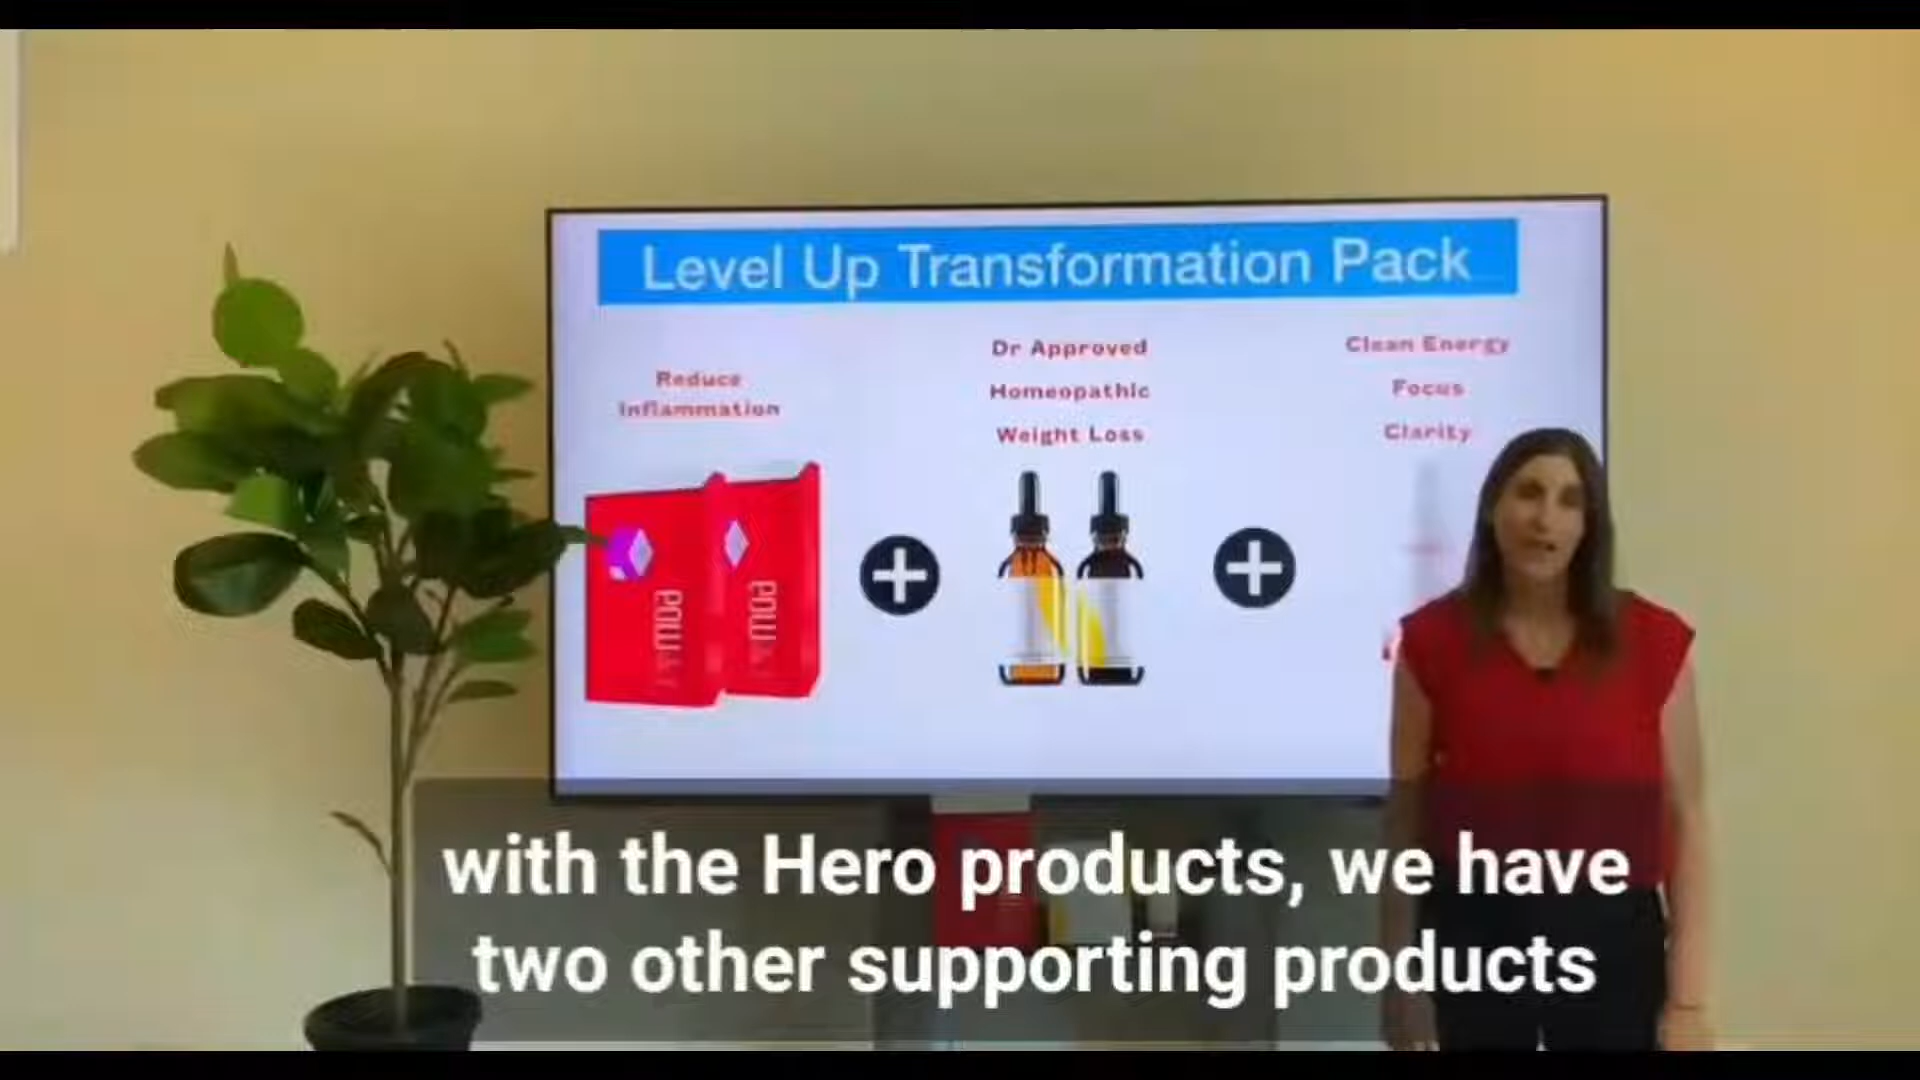 Level Up Transformation Pack
Reduce
Inflammation
Dr Approved
Homeopathic
Weight Loss
Clean Energy
Focus
Clarity
with the Hero products, we have
two other supporting products